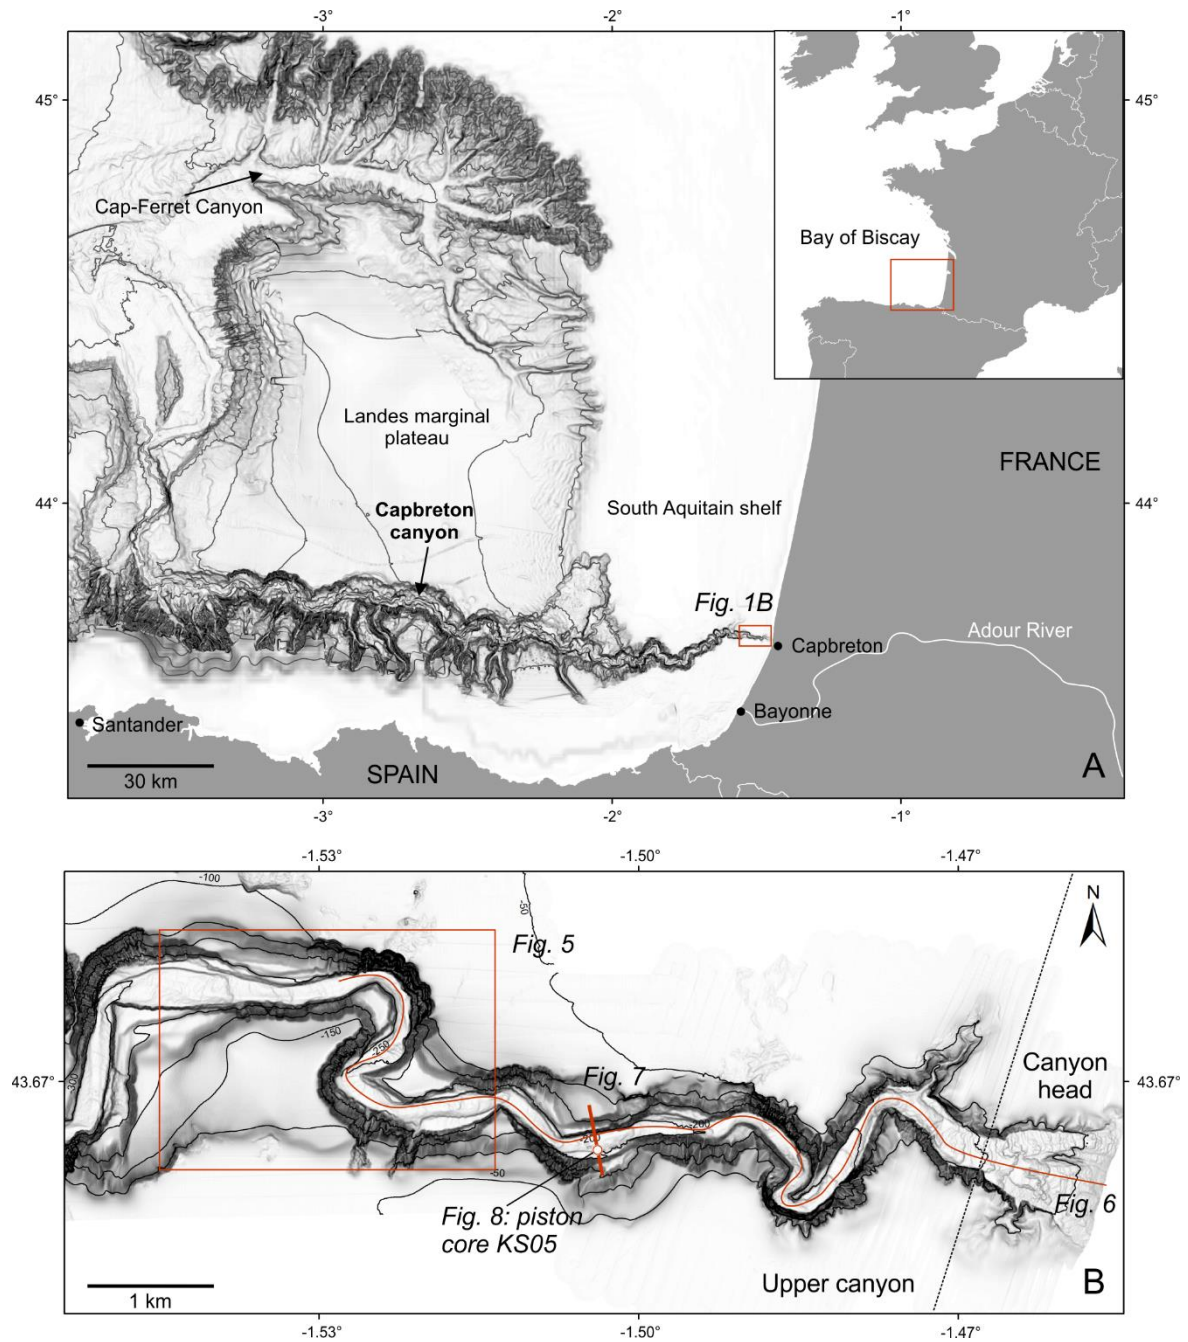 -3°
-2°
-1°
45°
45°
Cap-Ferret Canyon
Bay of Biscay
Landes marginal
plateau
FRANCE
44°
44°
Capbreton
canyon
South Aquitain shelf
Fig. 1B
Adour River
Capbreton
Bayonne
Santander
30 km
SPAIN
A
-3°
-2°
-1°
-1.53°
-1.50°
-1.47°
-100
-50
N
Fig. 5
-150
-250
-300
43.67°
43.67°
Fig. 7
Canyon
head
-200
-200
-50
Fig. 6
Fig. 8: piston
core KS05
Upper canyon
B
1 km
-1.53°
-1.50°
-1.47°